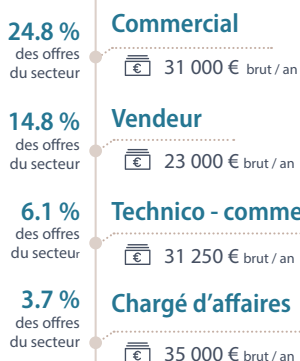 24.8 %
des offres
du secteur
Commercial
31 000 € brut / an
14.8 %
des offres
du secteur
Vendeur
23 000 € brut / an
6.1 %
des offres
du secteur
Technico - comme
31 250 € brut / an
3.7 %
des offres
du secteur
Chargé d’affaires
35 000 € brut / an